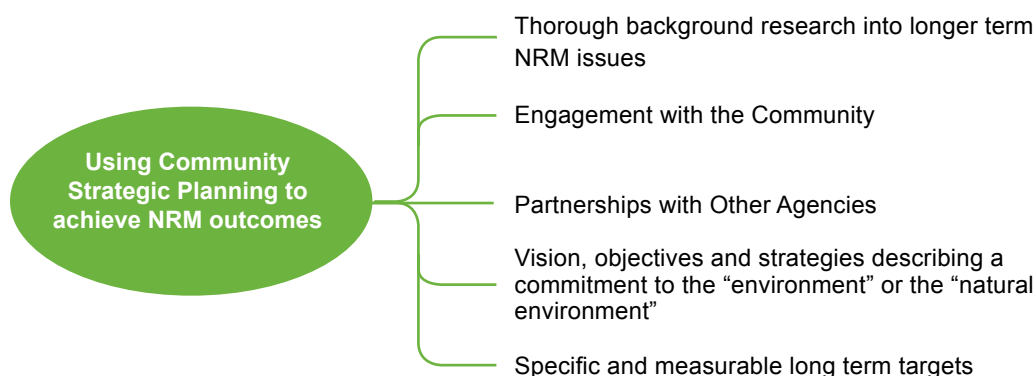 Thorough background research into longer term
NRM issues
Engagement with the Community
Using Community
Strategic Planning to
achieve NRM outcomes
Partnerships with Other Agencies
Vision, objectives and strategies describing a
commitment to the “environment” or the “natural
environment”
Specific and measurable long term targets